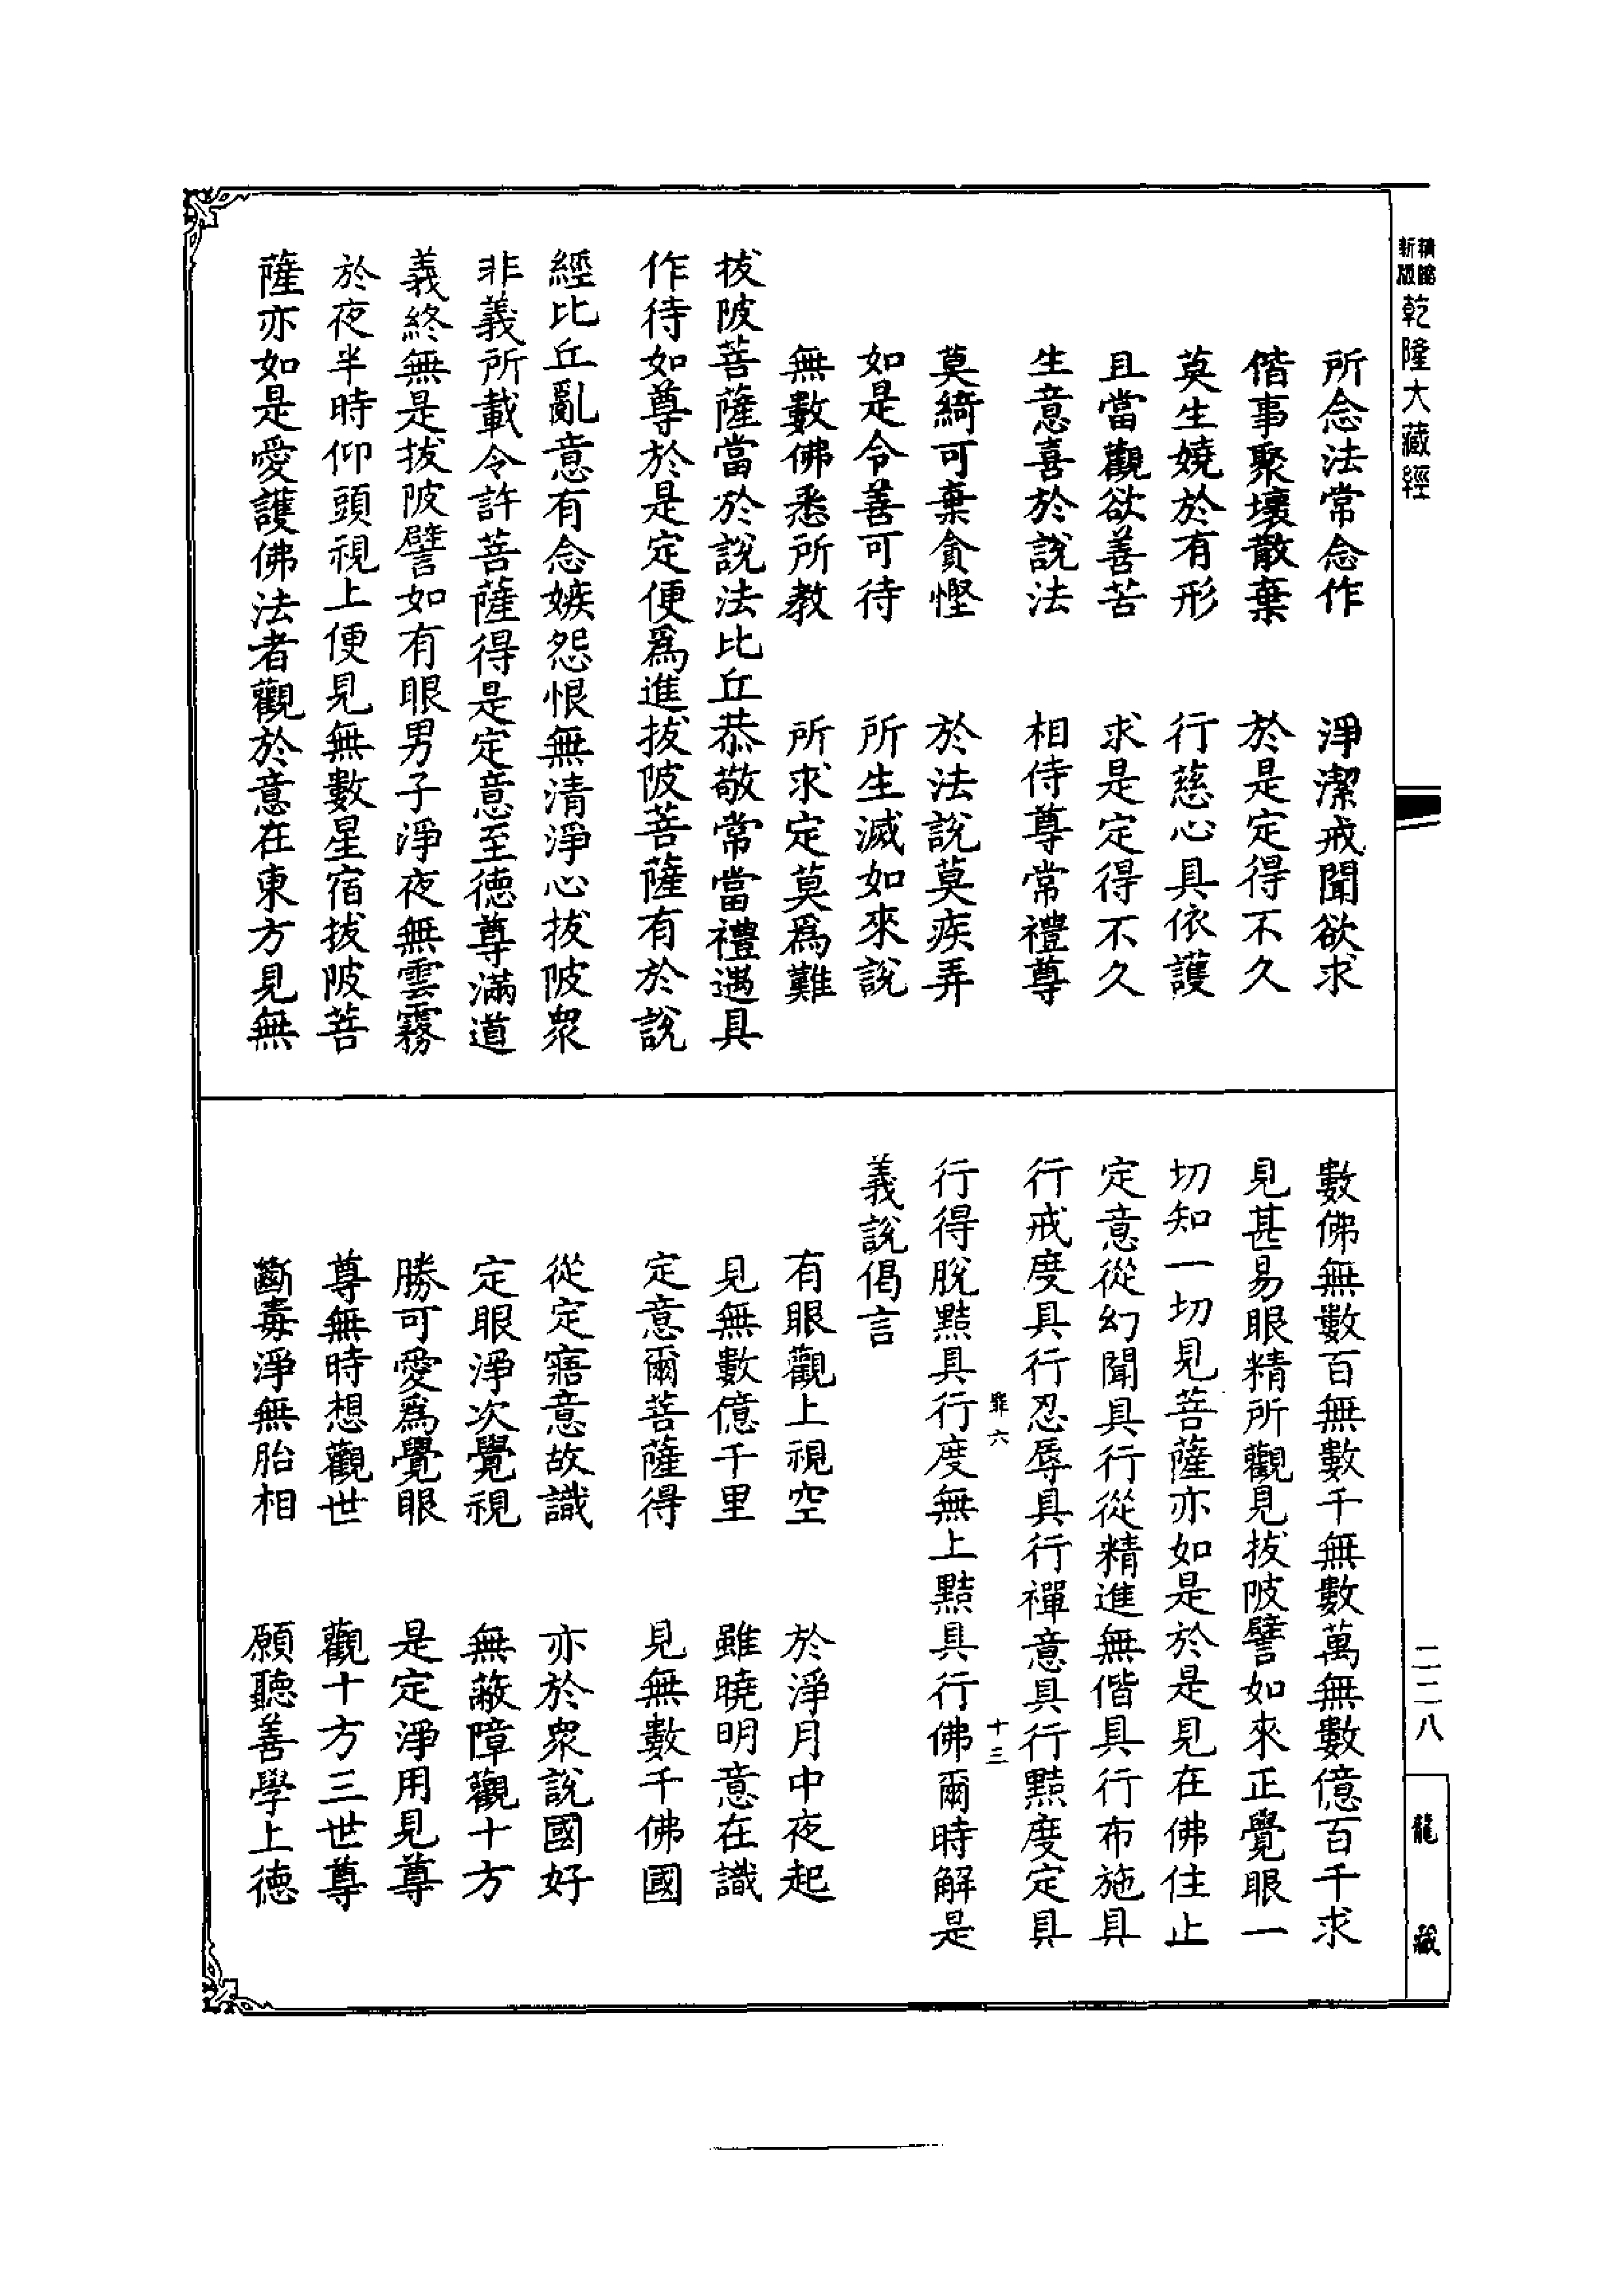 精縮新版乾隆大藏經
所念法常念作　淨潔戒聞欲求
偕事聚壞散棄　於是定得不久
莫生嬈於有形　行慈心具依護
且當觀欲善苦　求是定得不久
生意喜於說法　相侍尊常禮尊
莫綺可棄貪慳　於法說莫疾弄
如是令善可待　所生滅如來說
無數佛悉所教　所求定莫爲難
拔陂菩薩當於說法比丘恭敬常當禮遇具
作待如尊於是定便爲進拔陂菩薩有於說
經比丘亂意有念嫉怨恨無清淨心拔陂衆
非義所載令許菩薩得是定意至德尊滿道
義終無是拔陂譬如有眼男子淨夜無雲霧
於夜半時仰頭視上便見無數星宿拔陂菩
薩亦如是愛護佛法者觀於意在東方見無
數佛無數百無數千無數萬無數億百千求
見甚易眼精所觀見拔陂譬如來正覺眼一
切知一切見菩薩亦如是於是見在佛住止
定意從幻聞具行從精進無偕具行布施具
行戒度具行忍辱具行禪意具行黠度定具
行得脫黠具行度無上黠具行佛爾時解是
義說偈言
有眼觀上視空　於淨月中夜起
見無數億千里　雖曉明意在識
定意爾菩薩得　見無數千佛國
從定寤意故識　亦於衆說國好
定眼淨次覺視　無蔽障觀十方
勝可愛爲覺眼　是定淨用見尊
尊無時想觀世　觀十方三世尊
斷毒淨無胎相　願聽善學上德
六　十三
二二八
龍藏